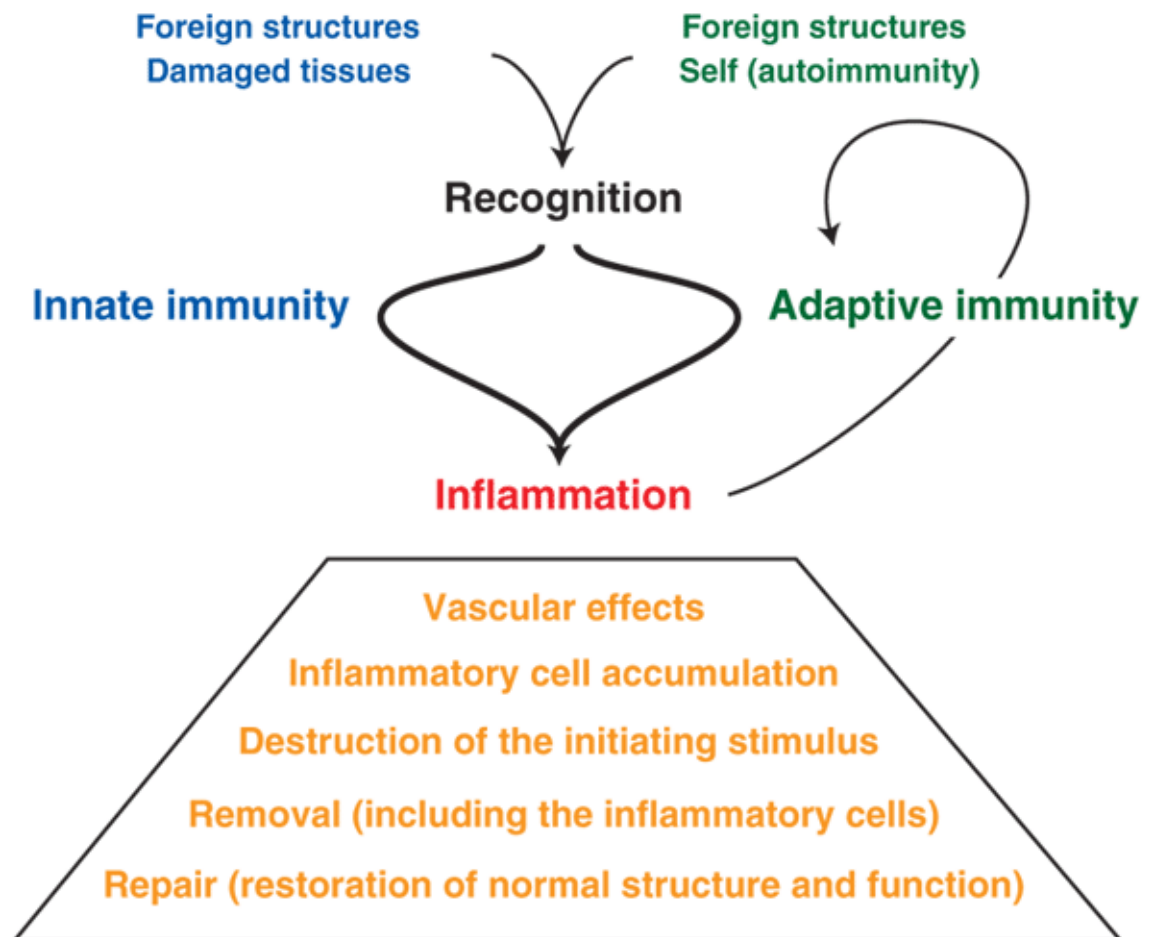 Foreign structures
Damaged tissues
Foreign structures
Self (autoimmunity)
Recognition
Innate immunity
Adaptive immunity
Inflammation
Vascular effects
Inflammatory cell accumulation
Destruction of the initiating stimulus
Removal (including the inflammatory cells)
Repair (restoration of normal structure and function)